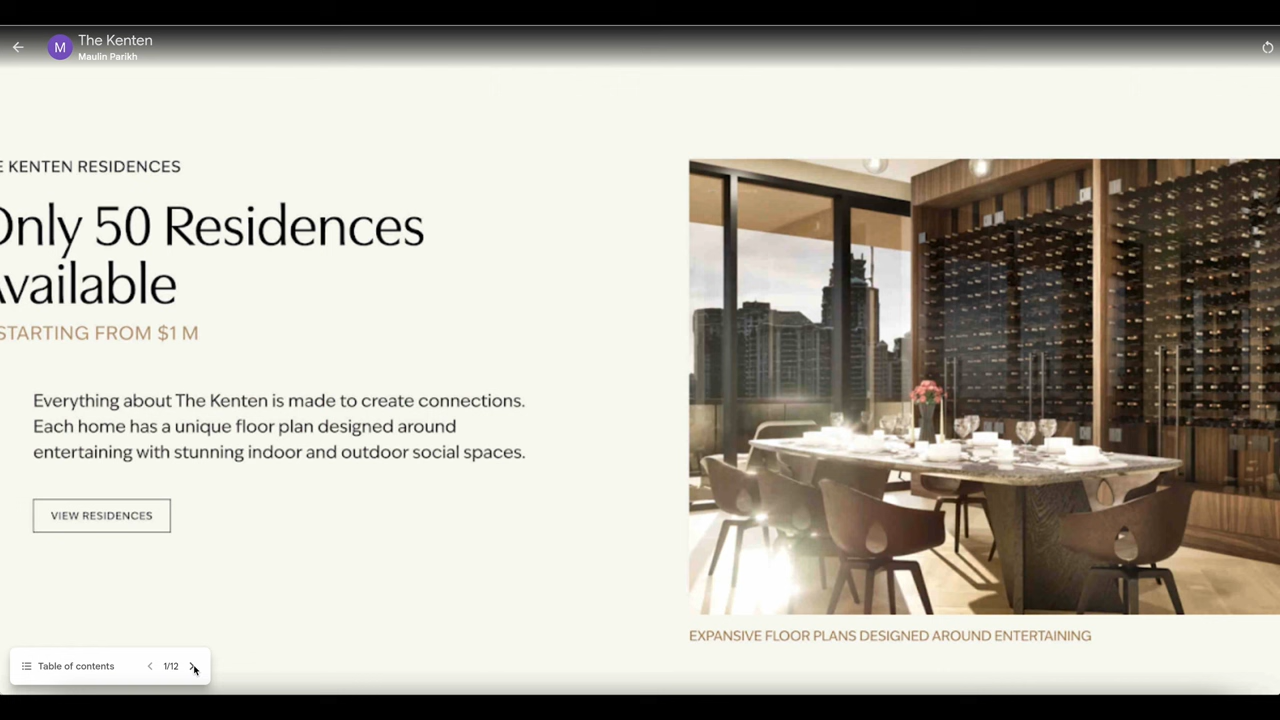 M
The Kenten
Maulin Parikh
KENTEN RESIDENCES
Only 50 Residences
Available
STARTING FROM $1 M
Everything about The Kenten is made to create connections.
Each home has a unique floor plan designed around
entertaining with stunning indoor and outdoor social spaces.
VIEW RESIDENCES
EXPANSIVE FLOOR PLANS DESIGNED AROUND ENTERTAINING
Table of contents
1/12